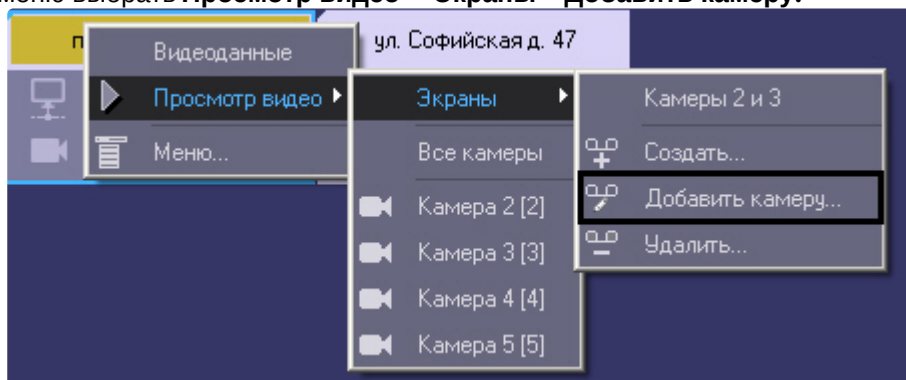 меню выбрать Просмотр видео – Экраны – Добавить камеру.
п
ул. Софийская д. 47
Видеоданные
Просмотр видео
Меню...
Экраны
Все камеры
Камера 2 [2]
Камера 3 [3]
Камера 4 [4]
Камера 5 [5]
Камеры 2 и 3
Создать...
Добавить камеру...
Удалить...